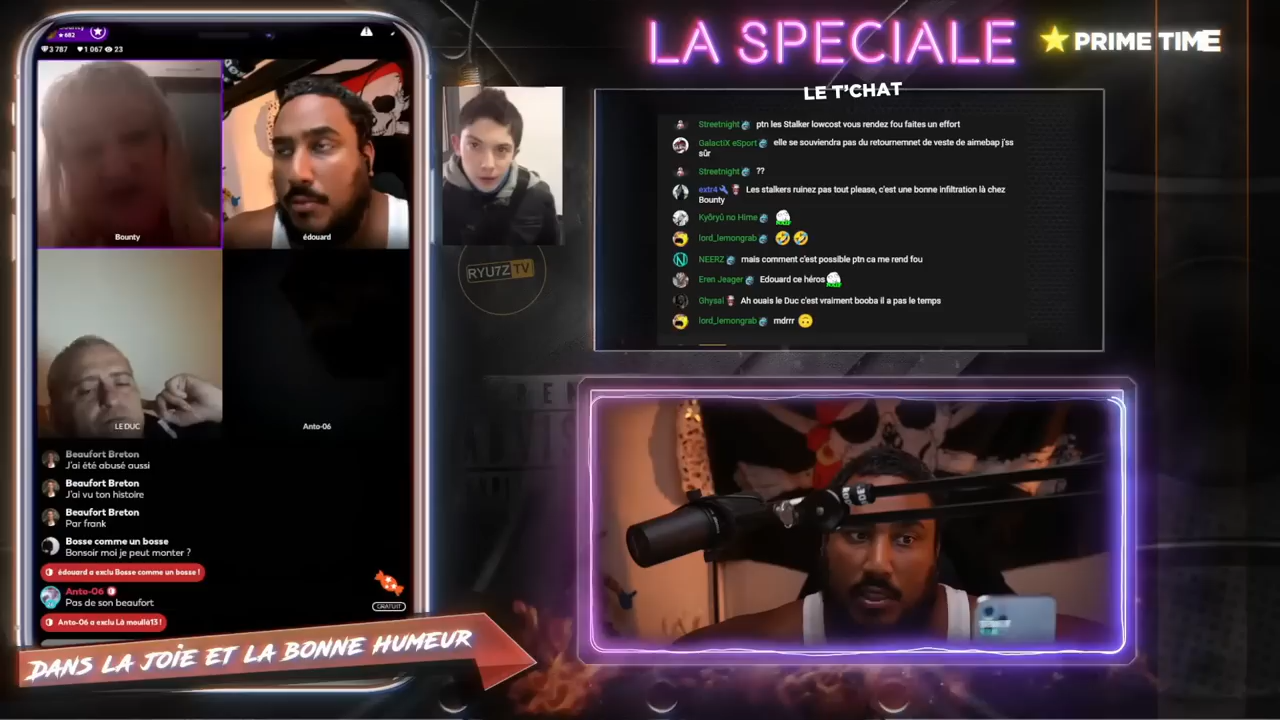 682
3 787 1 067 23
Bounty
édouard
LE DUC
Anto-06
Beaufort Breton
J'ai été abusé aussi
Beaufort Breton
J'ai vu ton histoire
Beaufort Breton
Par frank
Bosse comme un bosse
Bonsoir moi je peut monter ?
édouard a exclu Bosse comme un bosse !
Anto-06
Pas de son beaufort
Anto-06 a exclu Là moullà13 !
GRATUIT
DANS LA JOIE ET LA BONNE HUMEUR
RYU7Z TV
LA SPECIALE
PRIME TIME
LE T'CHAT
Streetnight ptn les Stalker lowcost vous rendez fou faites un effort
GalactiX eSport elle se souviendra pas du retournemnet de veste de aimebap j'ss
sûr
Streetnight ??
extr4 Les stalkers ruinez pas tout please, c'est une bonne infiltration là chez
Bounty
Kyōryū no Hime
lord_lemongrab
NEERZ mais comment c'est possible ptn ca me rend fou
Eren Jeager Edouard ce héros
Ghysal Ah ouais le Duc c'est vraiment booba il a pas le temps
lord_lemongrab mdrrr